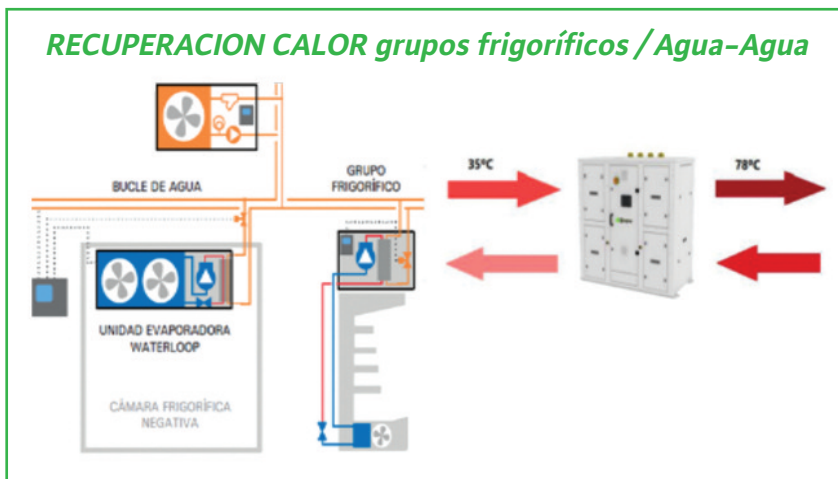 RECUPERACION CALOR grupos frigoríficos / Agua-Agua
BUCLE DE AGUA
GRUPO
FRIGORÍFICO
35ºC
78ºC
UNIDAD EVAPORADORA
WATERLOOP
CÁMARA FRIGORÍFICA
NEGATIVA